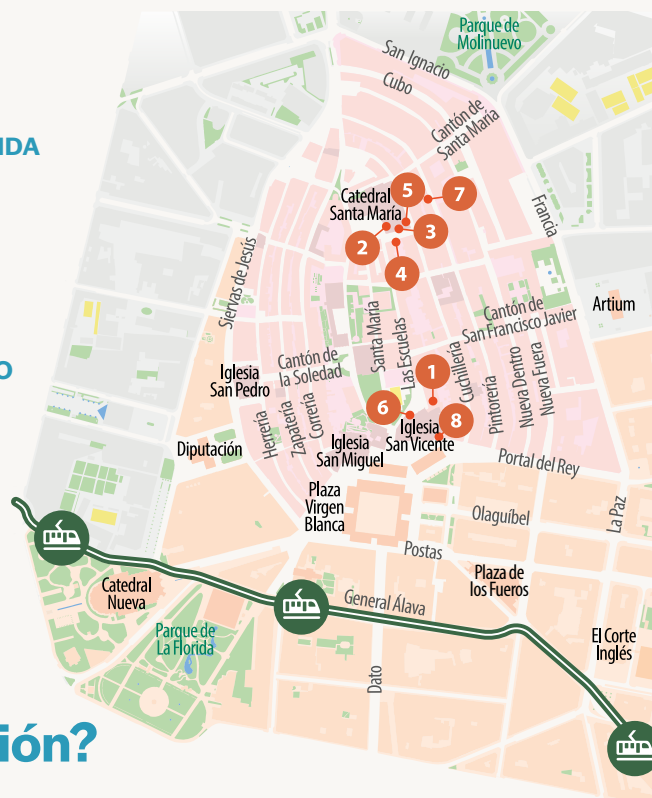 Parque de
Molinuevo
San Ignacio
Cubo
Cantón de
Santa María
IDA
5
7
Catedral
Santa María
3
2
4
Francia
Siervas de Jesús
Artium
Cantón de
San Francisco Javier
Santa María
Las Escuelas
O
Cantón de
la Soledad
Iglesia
San Pedro
1
Cuchillería
Pintorería
Nueva Dentro
Nueva Fuera
6
8
Herrería
Zapatería
Correría
Iglesia
San Vicente
Diputación
Iglesia
San Miguel
Portal del Rey
Plaza
Virgen
Blanca
Olaguíbel
La Paz
Postas
Catedral
Nueva
Plaza de
los Fueros
General Álava
Parque de
La Florida
El Corte
Inglés
Dato
ión?